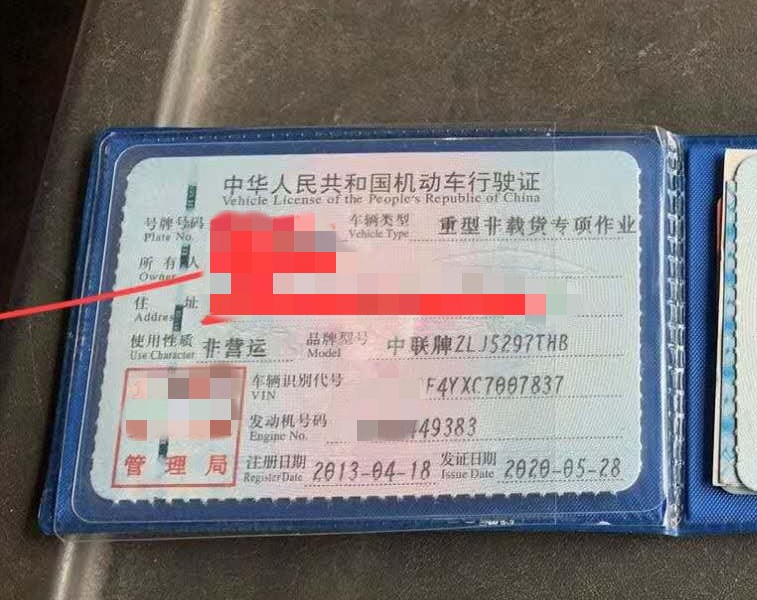 中华人民共和国机动车行驶证
Vehicle License of the People's Republic of China
号牌号码 车辆类型 重型非载货专项作业
Plate No. Vehicle Type
所有人
Owner
住址
Address
使用性质 非营运 品牌型号 中联牌ZLJ5297THB
Use Character Model
车辆识别代号 F4YXC7007837
VIN
发动机号码 449383
Engine No.
管理局 注册日期 2013-04-18 发证日期 2020-05-28
Register Date Issue Date